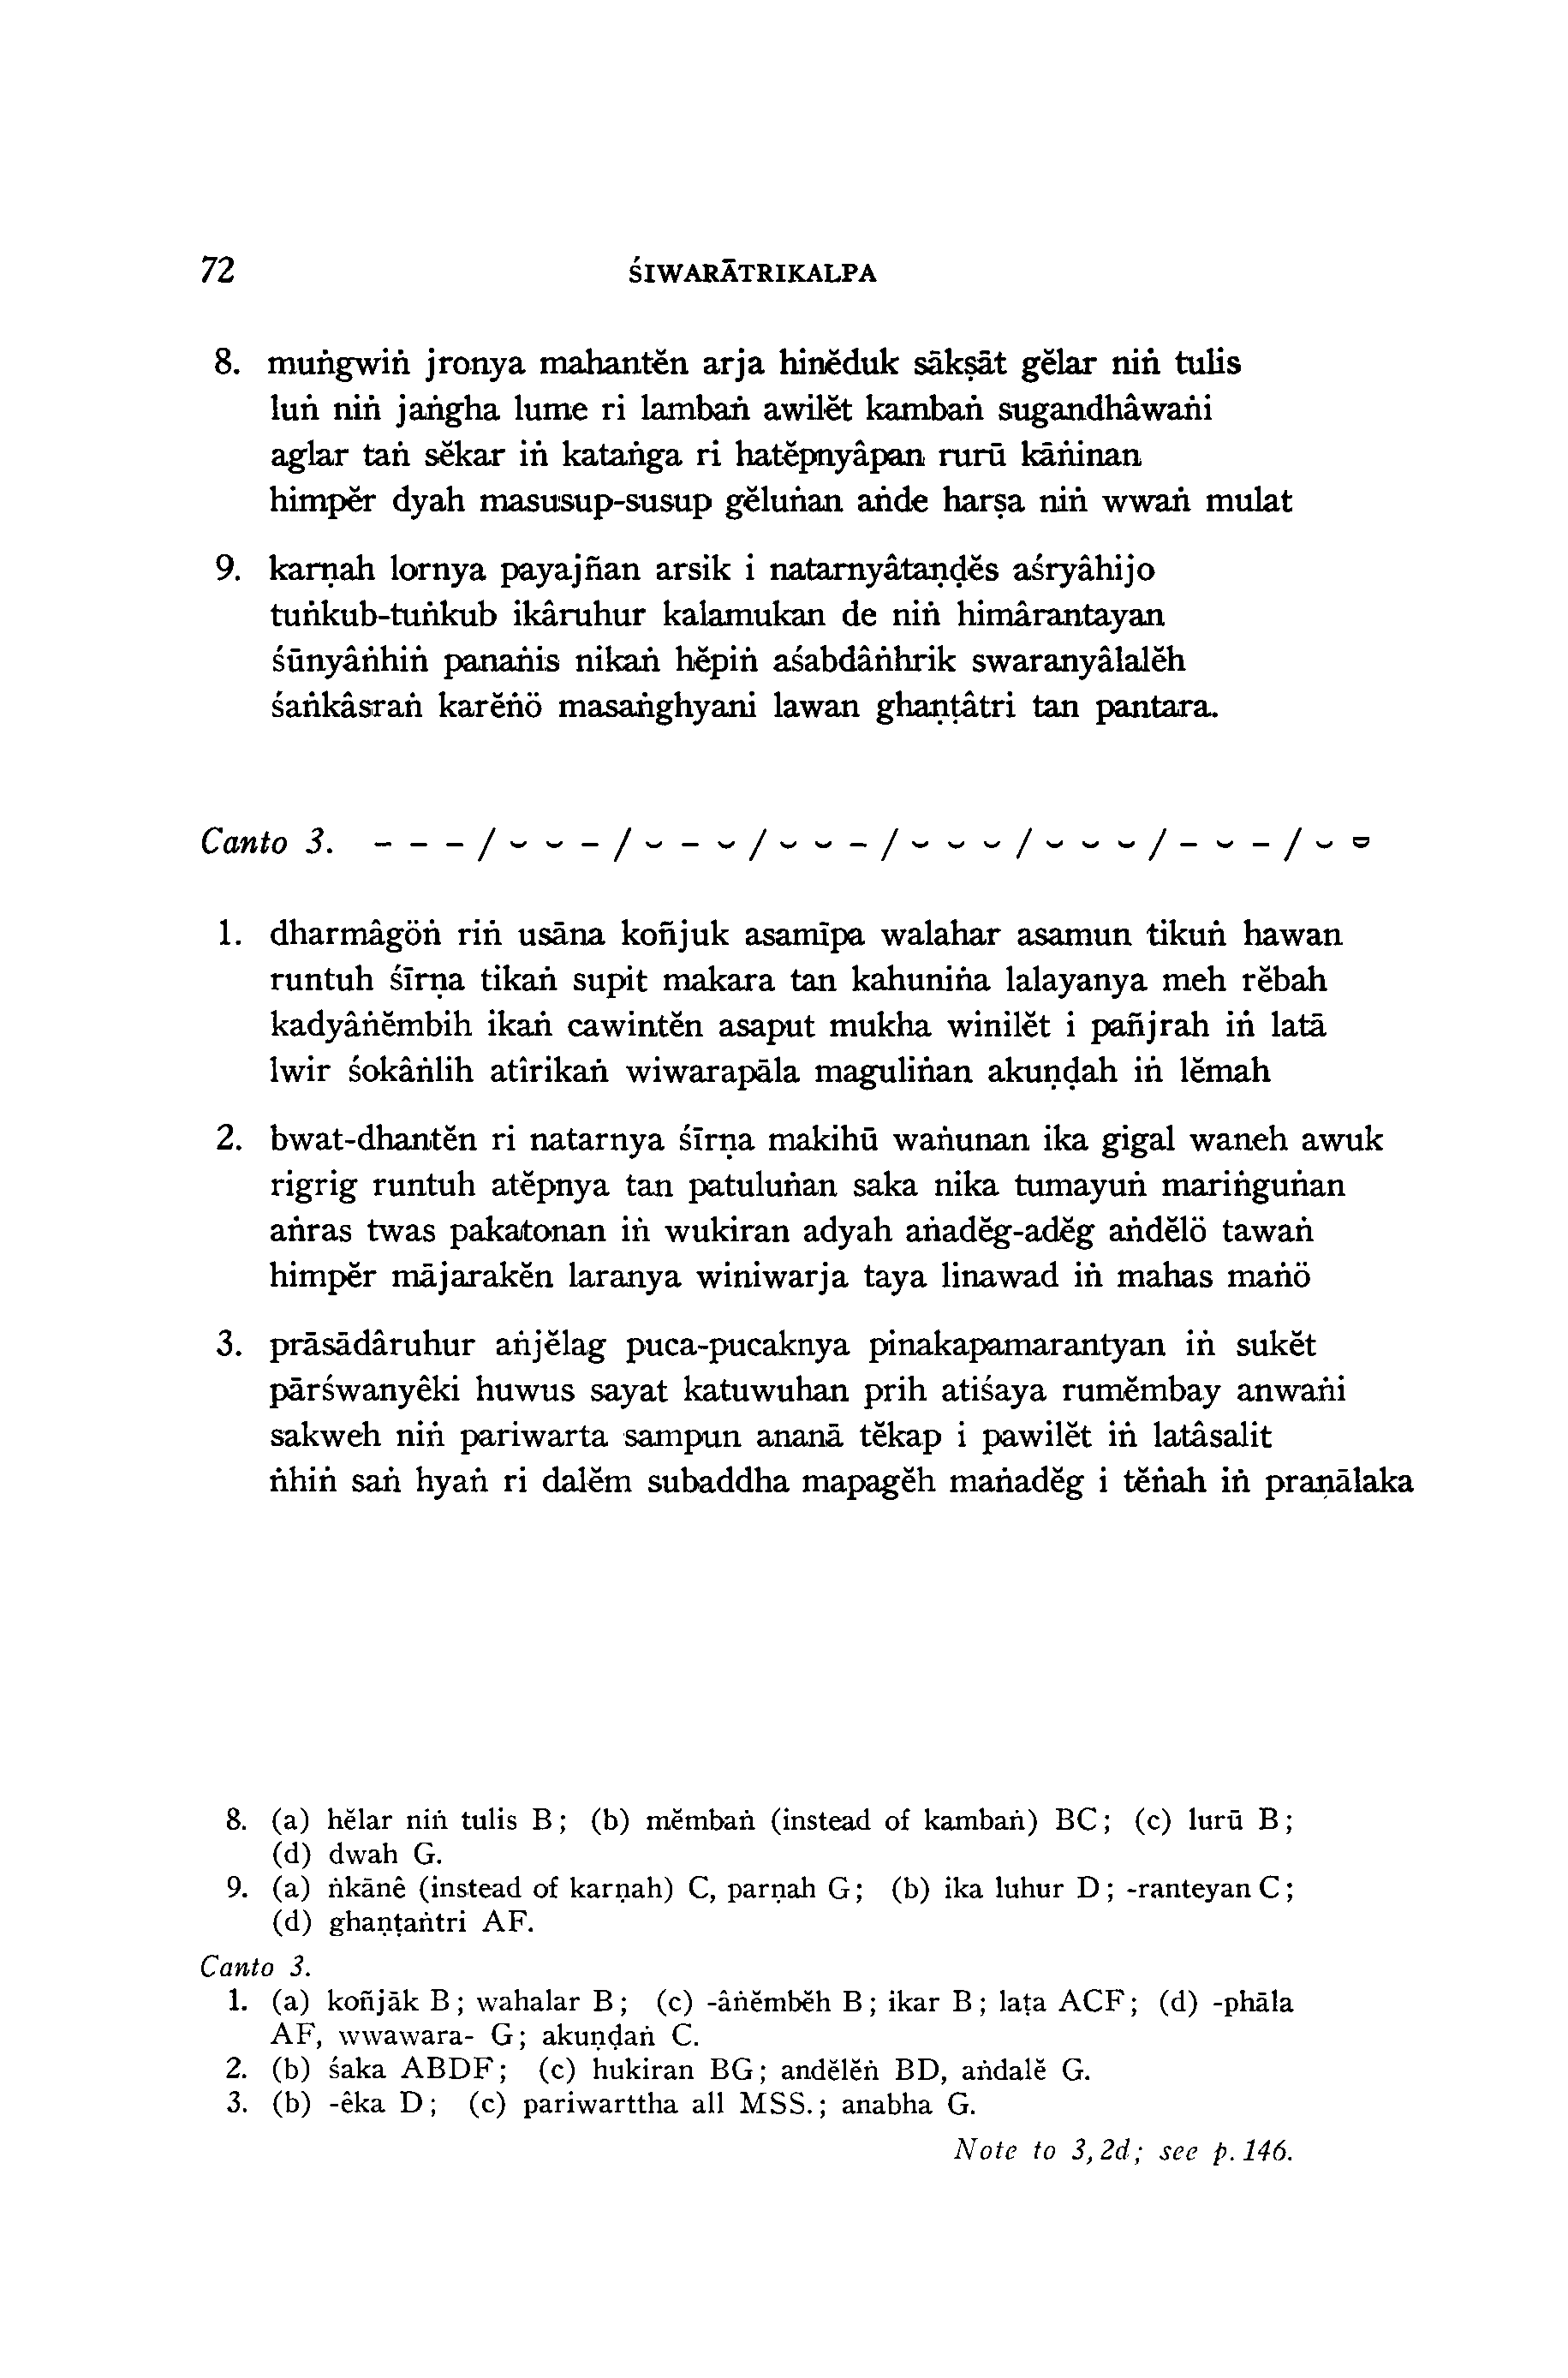 72 ŚIWARĀTRIKALPA
8. muṅgwiṅ jronya mahantĕn arja hinĕduk sākṣāt gĕlar niṅ tulis
luṅ niṅ jaṅgha lume ri lambaṅ awilĕt kambaṅ sugandhâwaṅi
aglar taṅ sĕkar iṅ kataṅga ri hatĕpnyâpan rurū kāṅinan
himpĕr dyah masusup-susup gĕluṅan aṅde harṣa niṅ wwaṅ mulat
9. karṇah lornya payajñan arsik i natarnyâtaṇḍĕs aśryâhijo
tuṅkub-tuṅkub ikâruhur kalamukan de niṅ himârantayan
śūnyâṅhiṅ panaṅis nikaṅ hĕpiṅ aśabdâṅhrik swaranyâlalĕh
śaṅkâsraṅ karĕṅö masaṅghyani lawan ghaṇṭâtri tan pantara.
Canto 3. - - - / ⏑ ⏑ - / ⏑ - ⏑ / ⏑ ⏑ - / ⏑ ⏑ ⏑ / ⏑ ⏑ ⏑ / - ⏑ - / ⏑ ⏓
1. dharmâgöṅ riṅ usāna koñjuk asamīpa walahar asamun tikuṅ hawan
runtuh śīrṇa tikaṅ supit makara tan kahuniṅa lalayanya meh rĕbah
kadyâṅĕmbih ikaṅ cawintĕn asaput mukha winilĕt i pañjrah iṅ latā
lwir śokâṅlih atîrikaṅ wiwarapāla maguliṅan akuṇḍah iṅ lĕmah
2. bwat-dhantĕn ri natarnya śīrṇa makihū waṅunan ika gigal waneh awuk
rigrig runtuh atĕpnya tan patuluṅan saka nika tumayuṅ mariṅguṅan
aṅras twas pakatonan iṅ wukiran adyah aṅadĕg-adĕg aṅdĕlö tawaṅ
himpĕr mājarakĕn laranya winiwarja taya linawad iṅ mahas maṅö
3. prāsādâruhur aṅjĕlag puca-pucaknya pinakapamarantyan iṅ sukĕt
pārśwanyêki huwus sayat katuwuhan prih atiśaya rumĕmbay anwaṅi
sakweh niṅ pariwarta sampun ananā tĕkap i pawilĕt iṅ latâsalit
ṅhiṅ saṅ hyaṅ ri dalĕm subaddha mapagĕh maṅadĕg i tĕṅah iṅ praṇālaka
8. (a) hĕlar niṅ tulis B; (b) mĕmbaṅ (instead of kambaṅ) BC; (c) lurū B;
(d) dwah G.
9. (a) ṅkānê (instead of karṇah) C, parṇah G; (b) ika luhur D; -ranteyan C;
(d) ghaṇṭaṅtri AF.
Canto 3.
1. (a) koñjāk B; wahalar B; (c) -âṅĕmbĕh B; ikar B; laṭa ACF; (d) -phāla
AF, wwawara- G; akuṇḍaṅ C.
2. (b) śaka ABDF; (c) hukiran BG; andĕlĕṅ BD, aṅdalĕ G.
3. (b) -êka D; (c) pariwarttha all MSS.; anabha G.
Note to 3,2d; see p. 146.